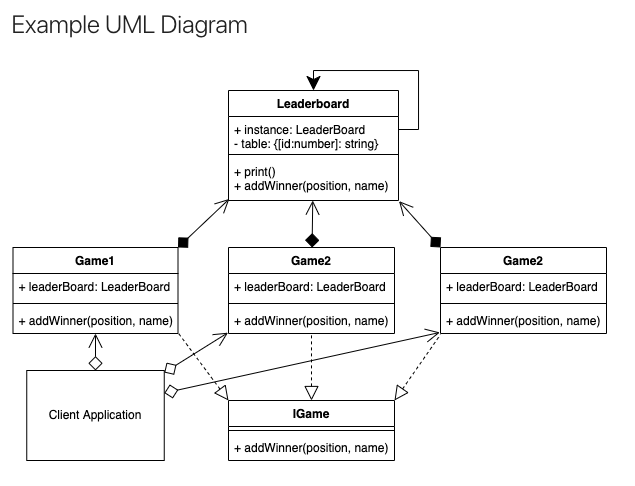 Example UML Diagram
Leaderboard
+ instance: LeaderBoard
- table: {[id:number]: string}
+ print()
+ addWinner(position, name)
Game1
+ leaderBoard: LeaderBoard
+ addWinner(position, name)
Game2
+ leaderBoard: LeaderBoard
+ addWinner(position, name)
Game2
+ leaderBoard: LeaderBoard
+ addWinner(position, name)
Client Application
IGame
+ addWinner(position, name)